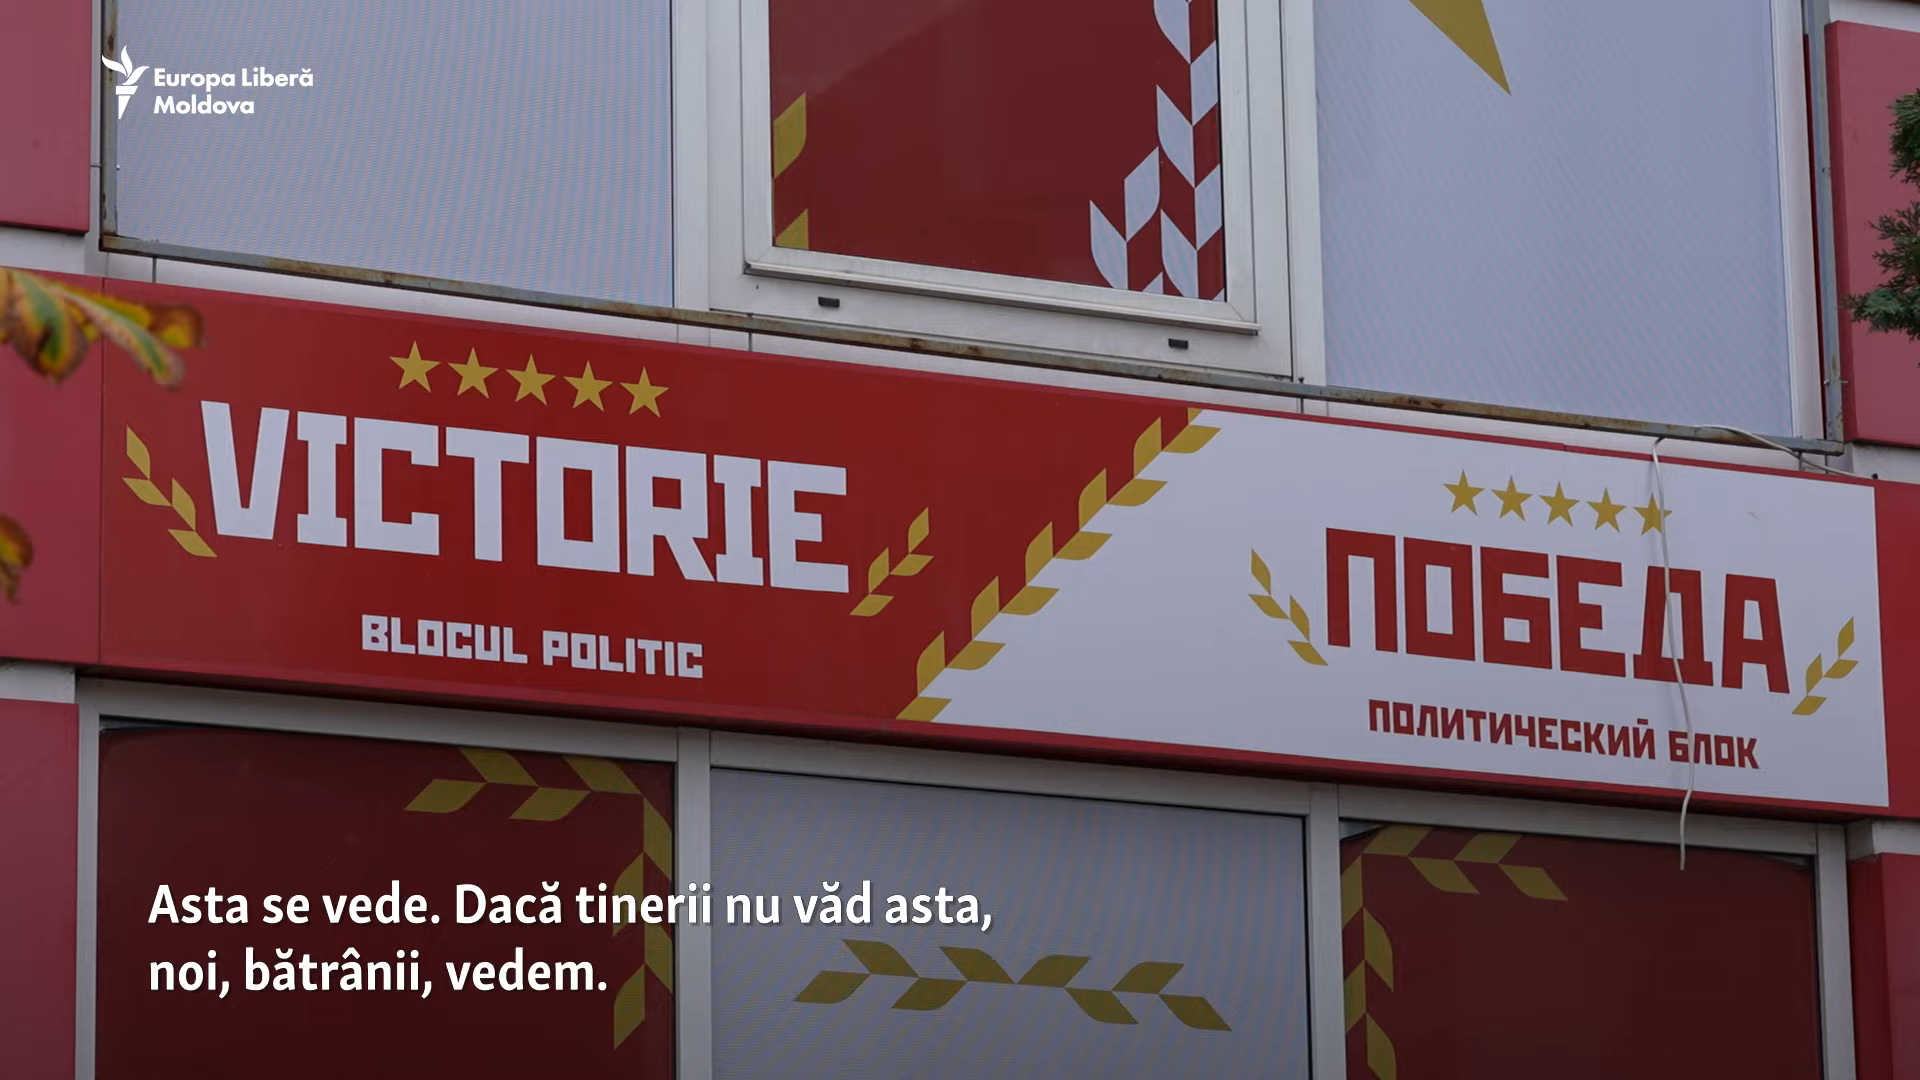 Europa Liberă
Moldova
VICTORIE
BLOCUL POLITIC
ПОБЕДА
ПОЛИТИЧЕСКИЙ БЛОК
Asta se vede. Dacă tinerii nu văd asta,
noi, bătrânii, vedem.